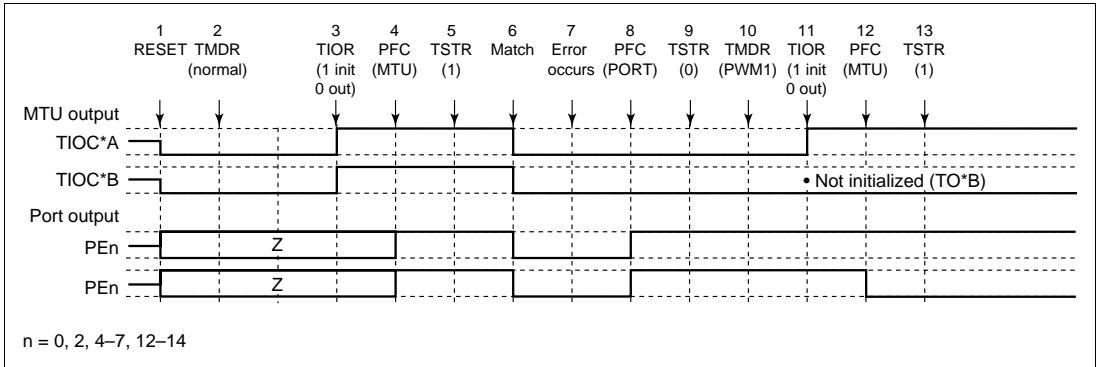 1 2 3 4 5 6 7 8 9 10 11 12 13
RESET TMDR TIOR PFC TSTR Match Error PFC TSTR TMDR TIOR PFC TSTR
(normal) (1 init (MTU) (1) occurs (PORT) (0) (PWM1) (1 init (MTU) (1)
0 out) 0 out)
MTU output
TIOC*A
TIOC*B • Not initialized (TO*B)
Port output
PEn Z
PEn Z
n = 0, 2, 4–7, 12–14